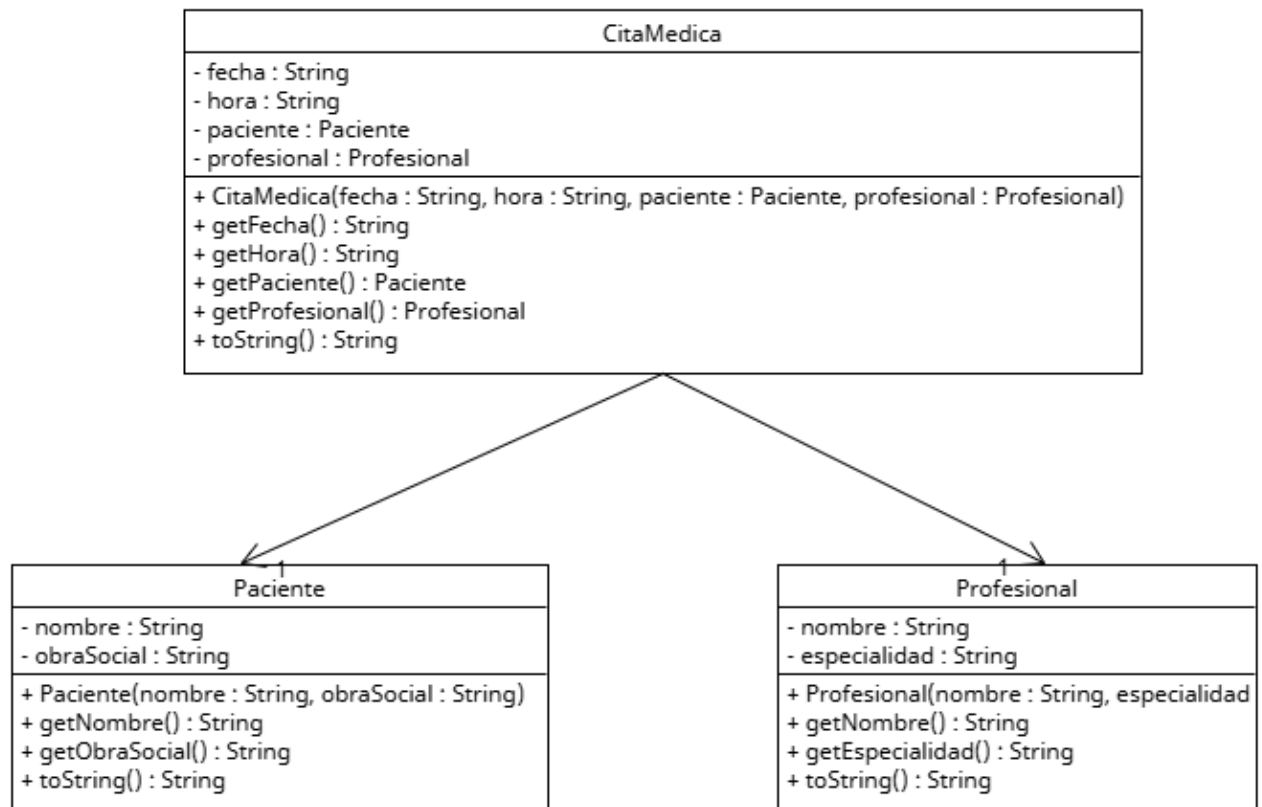 CitaMedica
- fecha : String
- hora : String
- paciente : Paciente
- profesional : Profesional
+ CitaMedica(fecha : String, hora : String, paciente : Paciente, profesional : Profesional)
+ getFecha() : String
+ getHora() : String
+ getPaciente() : Paciente
+ getProfesional() : Profesional
+ toString() : String
1
Paciente
- nombre : String
- obraSocial : String
+ Paciente(nombre : String, obraSocial : String)
+ getNombre() : String
+ getObraSocial() : String
+ toString() : String
1
Profesional
- nombre : String
- especialidad : String
+ Profesional(nombre : String, especialidad
+ getNombre() : String
+ getEspecialidad() : String
+ toString() : String